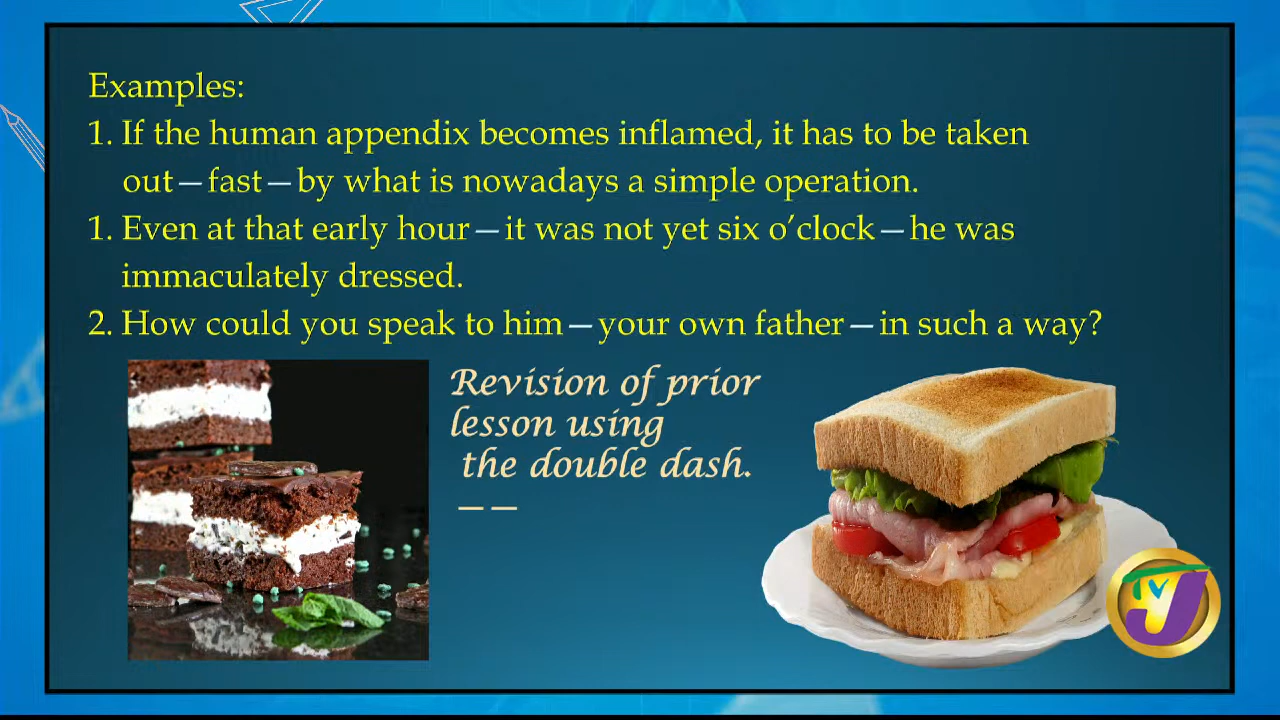 Examples:
1. If the human appendix becomes inflamed, it has to be taken
out—fast—by what is nowadays a simple operation.
1. Even at that early hour—it was not yet six o’clock—he was
immaculately dressed.
2. How could you speak to him—your own father—in such a way?
Revision of prior
lesson using
the double dash.
——
TVJ